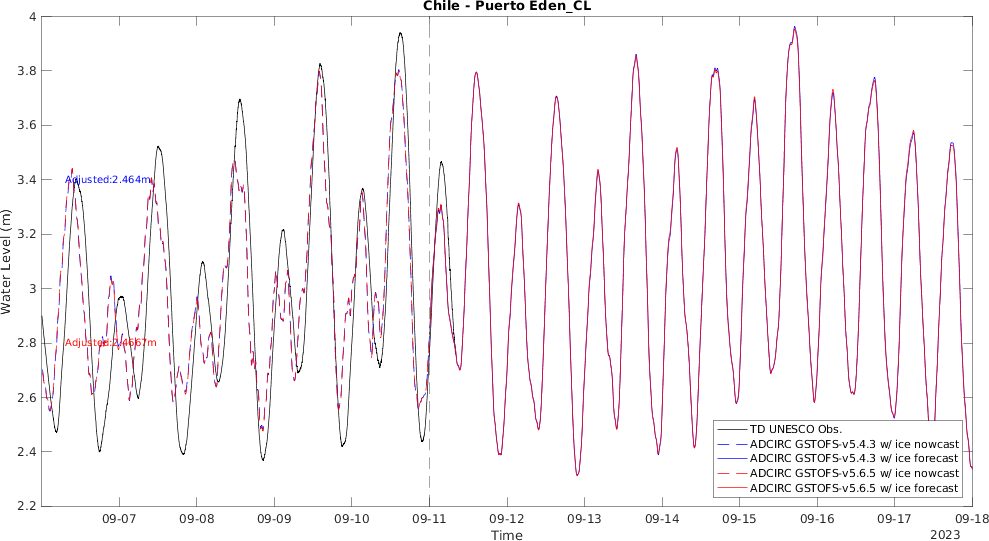 Chile - Puerto Eden_CL
4
3.8
3.6
3.4
3.2
3
2.8
2.6
2.4
2.2
Water Level (m)
Adjusted:2.464m
Adjusted:2.4667m
TD UNESCO Obs.
ADCIRC GSTOFS-v5.4.3 w/ ice nowcast
ADCIRC GSTOFS-v5.4.3 w/ ice forecast
ADCIRC GSTOFS-v5.6.5 w/ ice nowcast
ADCIRC GSTOFS-v5.6.5 w/ ice forecast
09-07 09-08 09-09 09-10 09-11 09-12 09-13 09-14 09-15 09-16 09-17 09-18
Time
2023